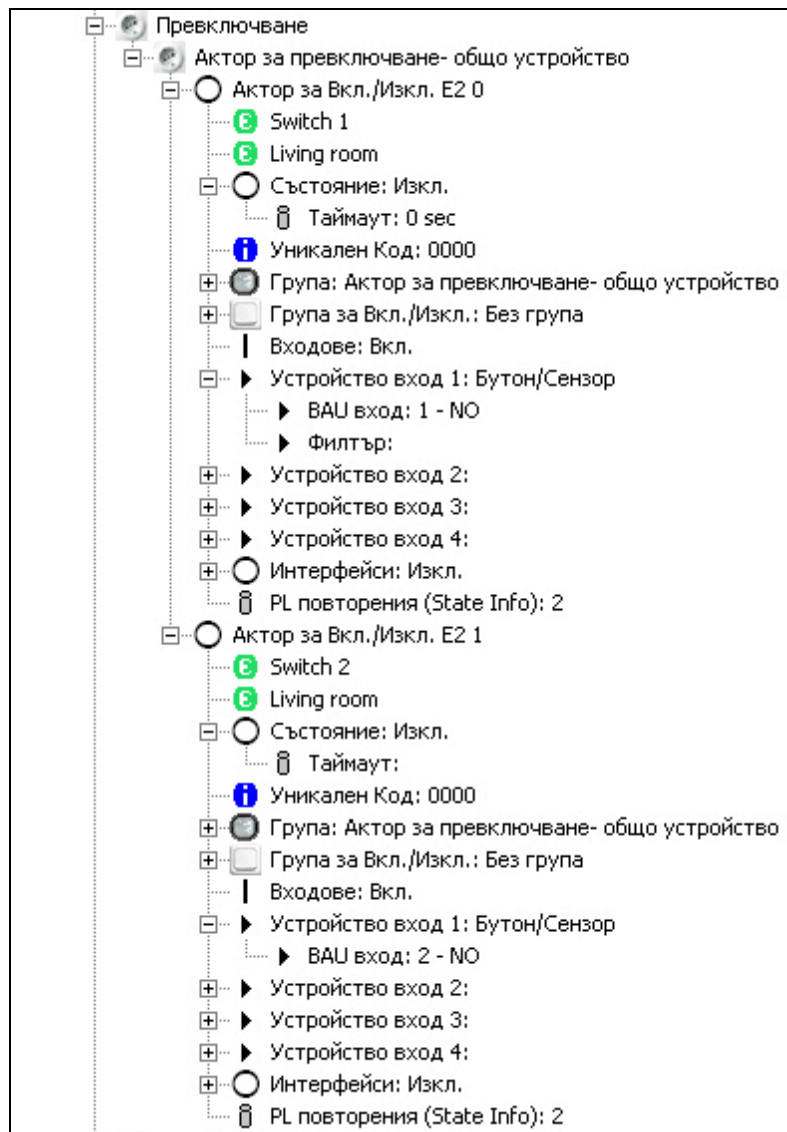 Превключване
Актор за превключване- общо устройство
Актор за Вкл./Изкл. E2 0
Switch 1
Living room
Състояние: Изкл.
Таймаут: 0 sec
Уникален Код: 0000
Група: Актор за превключване- общо устройство
Група за Вкл./Изкл.: Без група
Входове: Вкл.
Устройство вход 1: Бутон/Сензор
BAU вход: 1 - NO
Филтър:
Устройство вход 2:
Устройство вход 3:
Устройство вход 4:
Интерфейси: Изкл.
PL повторения (State Info): 2
Актор за Вкл./Изкл. E2 1
Switch 2
Living room
Състояние: Изкл.
Таймаут:
Уникален Код: 0000
Група: Актор за превключване- общо устройство
Група за Вкл./Изкл.: Без група
Входове: Вкл.
Устройство вход 1: Бутон/Сензор
BAU вход: 2 - NO
Устройство вход 2:
Устройство вход 3:
Устройство вход 4:
Интерфейси: Изкл.
PL повторения (State Info): 2